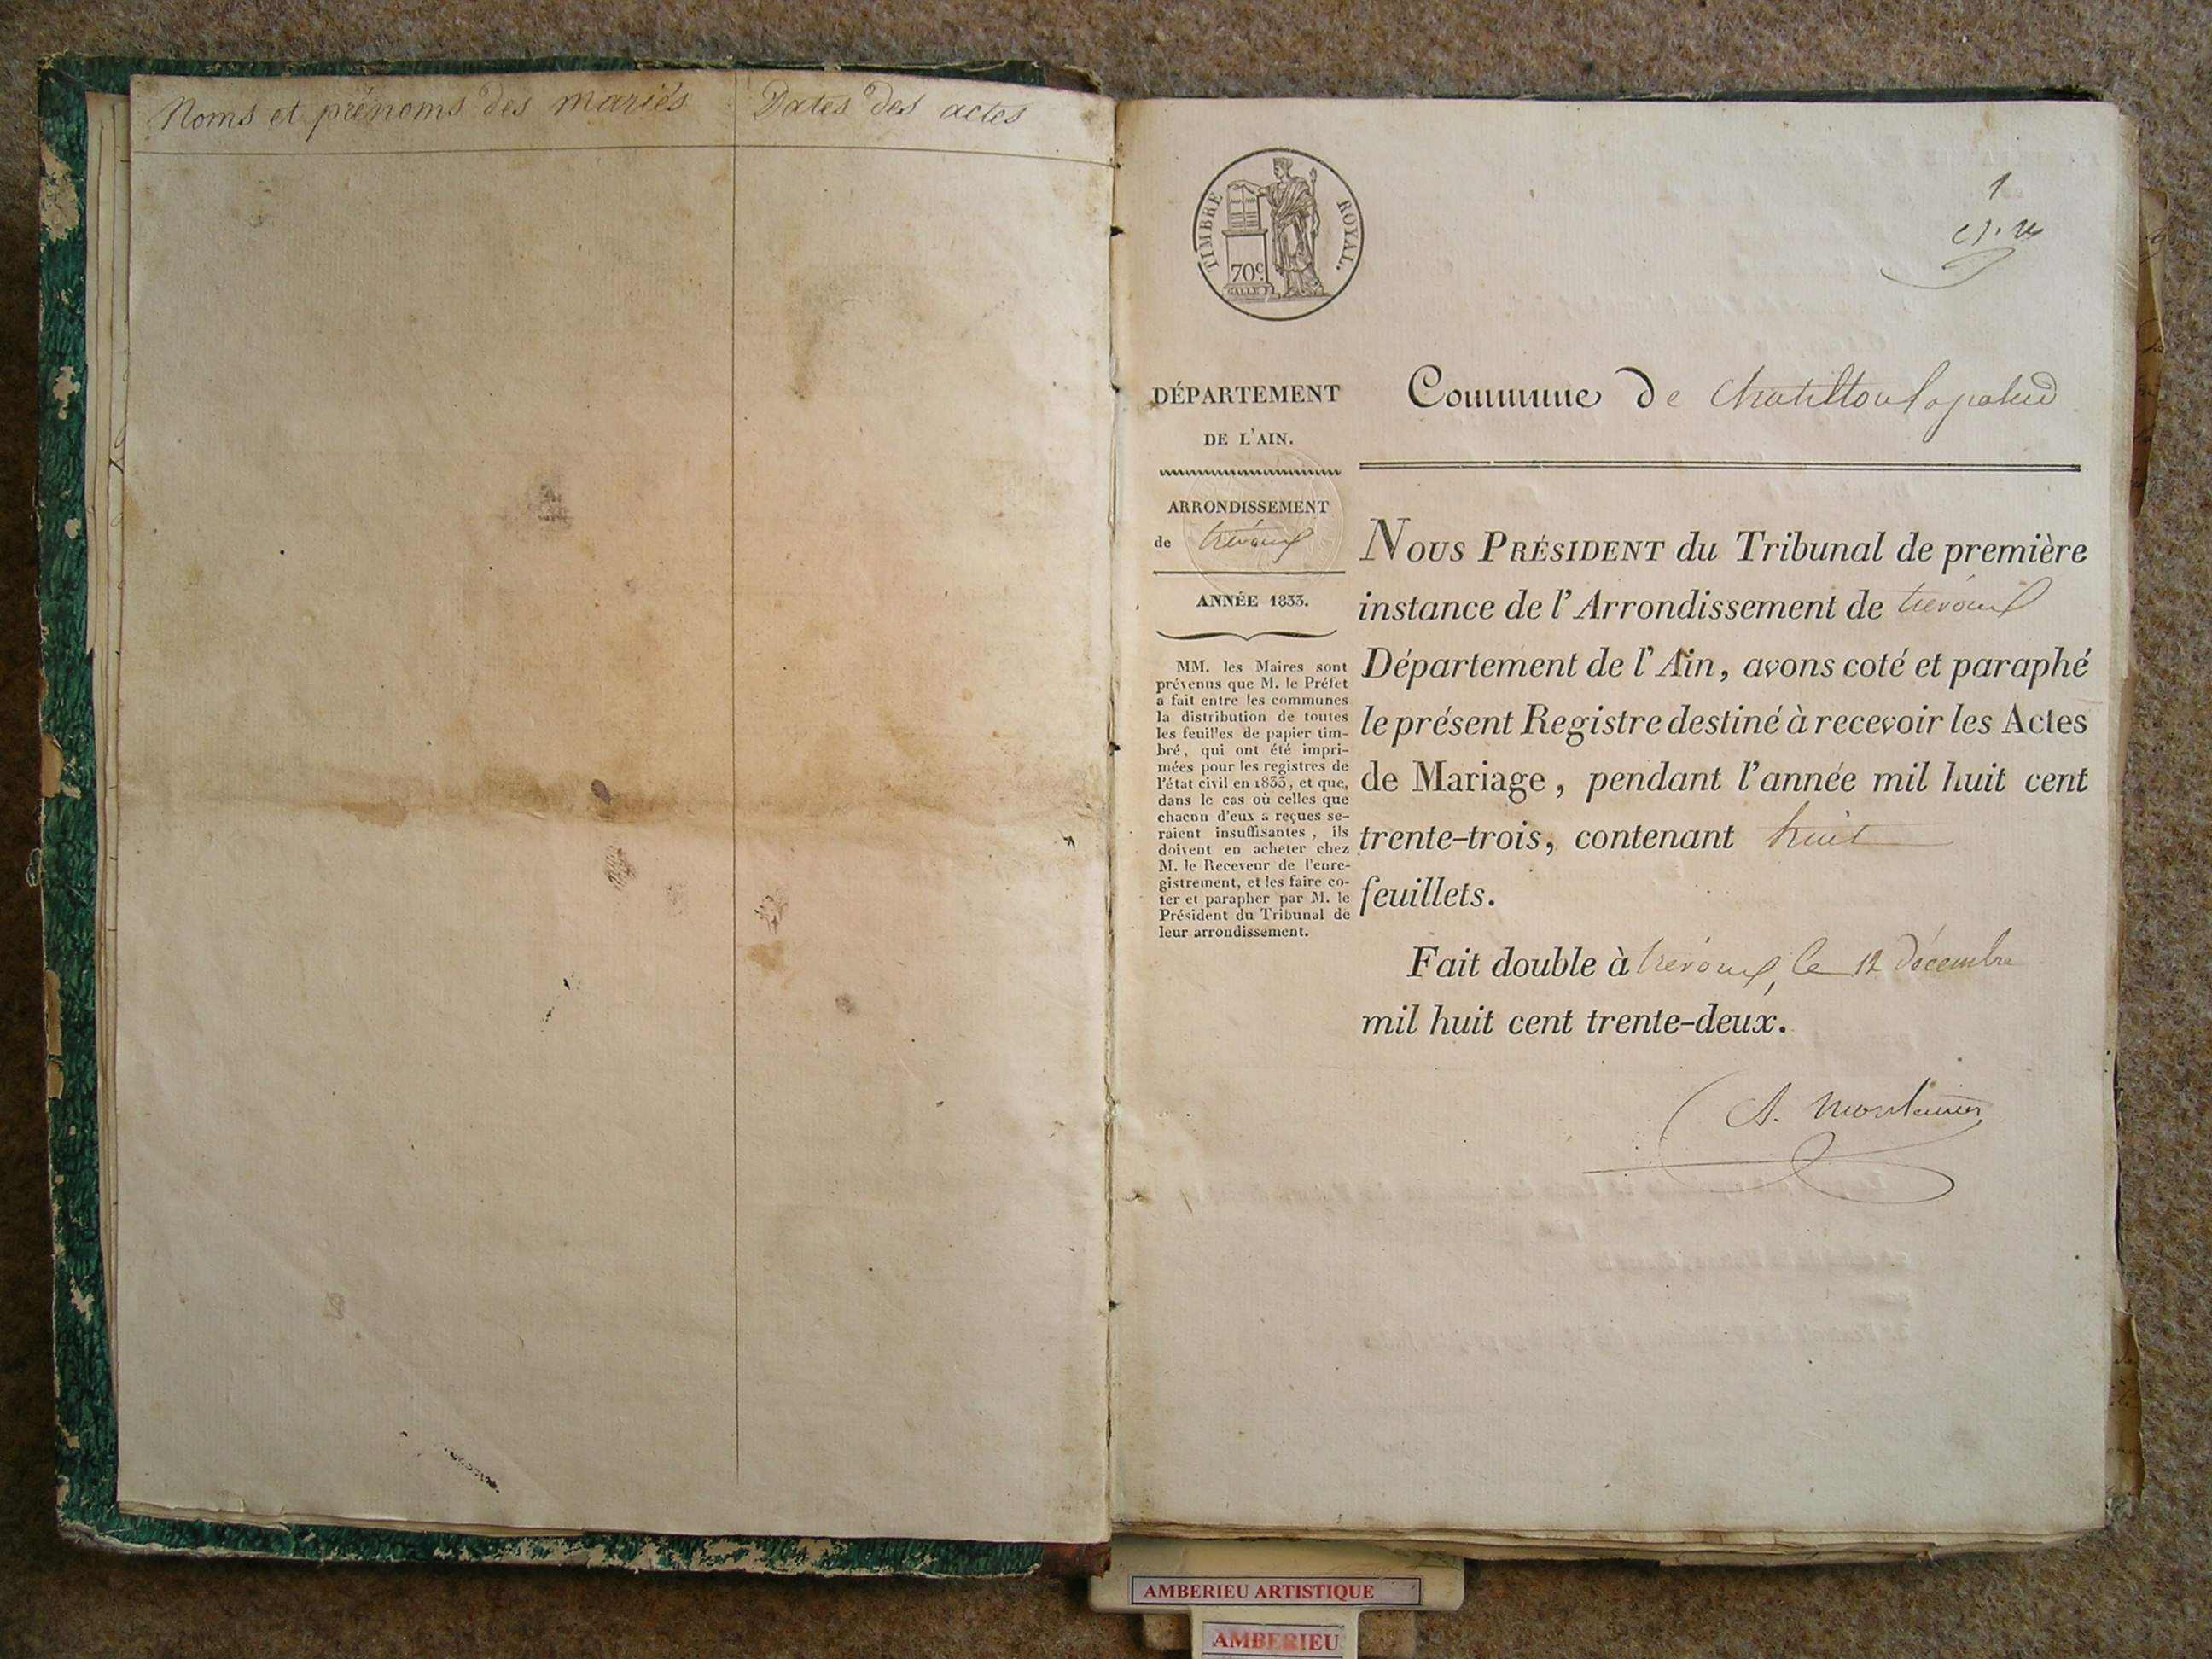 Noms et prénoms des mariés
Dates des actes
TIMBRE ROYAL.
70c
GALLE F.
1
DÉPARTEMENT
DE L'AIN.
ARRONDISSEMENT
de trévoux
ANNÉE 1833.
MM. les Maires sont
prévenus que M. le Préfet
a fait entre les communes
la distribution de toutes
les feuilles de papier tim-
bré, qui ont été impri-
mées pour les registres de
l'état civil en 1833, et que,
dans le cas où celles que
chacun d'eux a reçues se-
raient insuffisantes, ils
doivent en acheter chez
M. le Receveur de l'enre-
gistrement, et les faire co-
ter et parapher par M. le
Président du Tribunal de
leur arrondissement.
Commune de chatillon lapalud
NOUS PRÉSIDENT du Tribunal de première
instance de l'Arrondissement de trévoux
Département de l'Ain, avons coté et paraphé
le présent Registre destiné à recevoir les Actes
de Mariage, pendant l'année mil huit cent
trente-trois, contenant huit
feuillets.
Fait double à trévoux, le 12 décembre
mil huit cent trente-deux.
AMBERIEU ARTISTIQUE
AMBERIEU